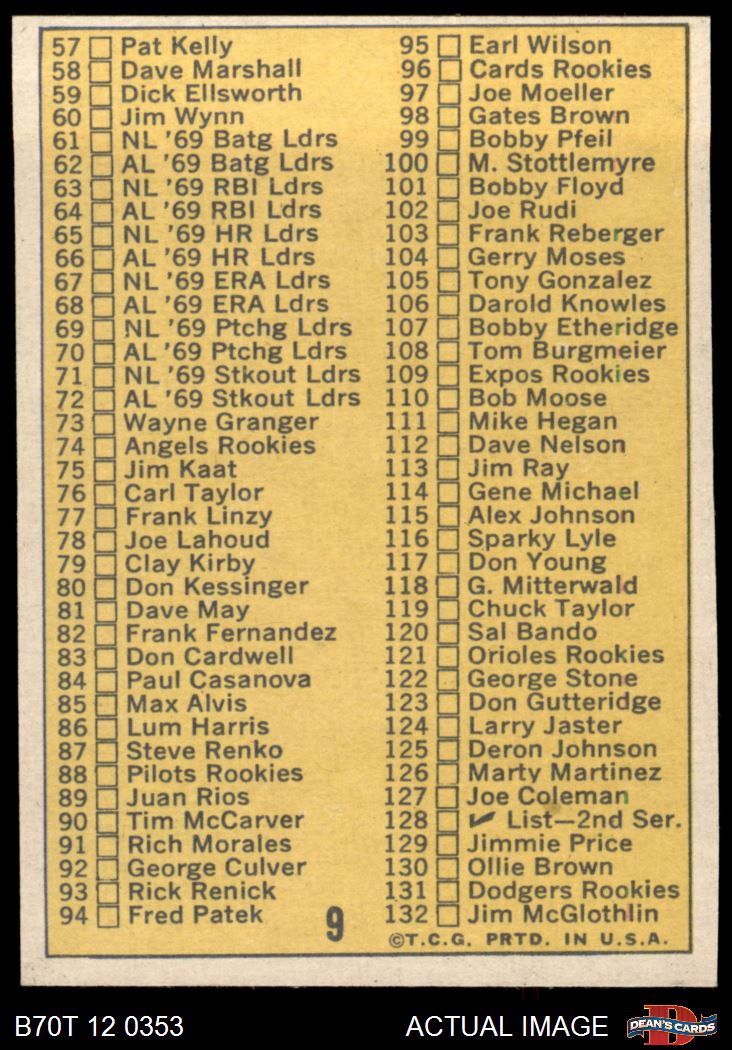 57 Pat Kelly
58 Dave Marshall
59 Dick Ellsworth
60 Jim Wynn
61 NL '69 Batg Ldrs
62 AL '69 Batg Ldrs
63 NL '69 RBI Ldrs
64 AL '69 RBI Ldrs
65 NL '69 HR Ldrs
66 AL '69 HR Ldrs
67 NL '69 ERA Ldrs
68 AL '69 ERA Ldrs
69 NL '69 Ptchg Ldrs
70 AL '69 Ptchg Ldrs
71 NL '69 Stkout Ldrs
72 AL '69 Stkout Ldrs
73 Wayne Granger
74 Angels Rookies
75 Jim Kaat
76 Carl Taylor
77 Frank Linzy
78 Joe Lahoud
79 Clay Kirby
80 Don Kessinger
81 Dave May
82 Frank Fernandez
83 Don Cardwell
84 Paul Casanova
85 Max Alvis
86 Lum Harris
87 Steve Renko
88 Pilots Rookies
89 Juan Rios
90 Tim McCarver
91 Rich Morales
92 George Culver
93 Rick Renick
94 Fred Patek
9
95 Earl Wilson
96 Cards Rookies
97 Joe Moeller
98 Gates Brown
99 Bobby Pfeil
100 M. Stottlemyre
101 Bobby Floyd
102 Joe Rudi
103 Frank Reberger
104 Gerry Moses
105 Tony Gonzalez
106 Darold Knowles
107 Bobby Etheridge
108 Tom Burgmeier
109 Expos Rookies
110 Bob Moose
111 Mike Hegan
112 Dave Nelson
113 Jim Ray
114 Gene Michael
115 Alex Johnson
116 Sparky Lyle
117 Don Young
118 G. Mitterwald
119 Chuck Taylor
120 Sal Bando
121 Orioles Rookies
122 George Stone
123 Don Gutteridge
124 Larry Jaster
125 Deron Johnson
126 Marty Martinez
127 Joe Coleman
128 ✔ List—2nd Ser.
129 Jimmie Price
130 Ollie Brown
131 Dodgers Rookies
132 Jim McGlothlin
©T.C.G. PRTD. IN U.S.A.
B70T 12 0353
ACTUAL IMAGE
DEAN'S CARDS